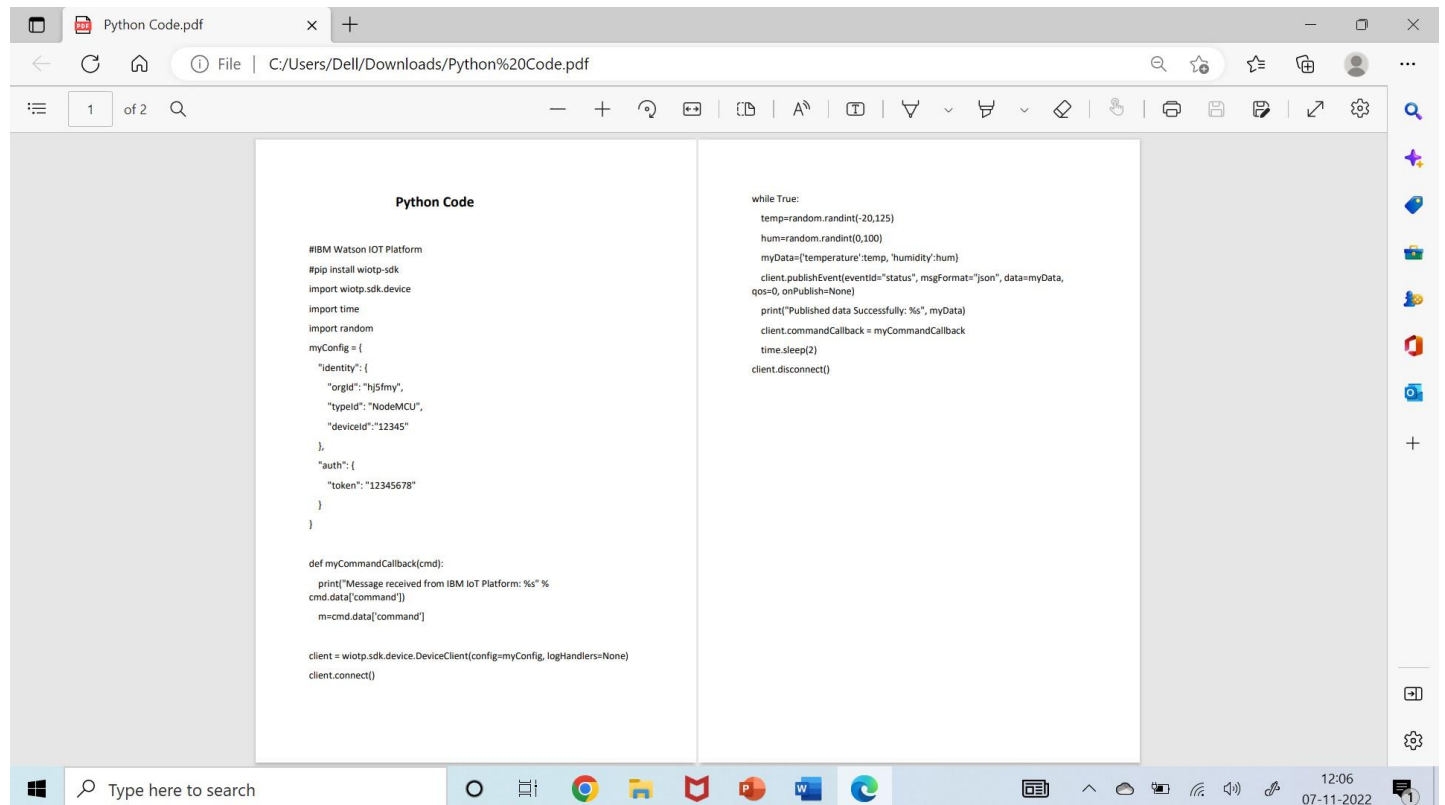 Python Code.pdf
File
C:/Users/Dell/Downloads/Python%20Code.pdf
1 of 2
Python Code
#IBM Watson IOT Platform
#pip install wiotp-sdk
import wiotp.sdk.device
import time
import random
myConfig = {
"identity": {
"orgId": "hj5fmy",
"typeId": "NodeMCU",
"deviceId":"12345"
},
"auth": {
"token": "12345678"
}
}
def myCommandCallback(cmd):
print("Message received from IBM IoT Platform: %s" %
cmd.data['command'])
m=cmd.data['command']
client = wiotp.sdk.device.DeviceClient(config=myConfig, logHandlers=None)
client.connect()
while True:
temp=random.randint(-20,125)
hum=random.randint(0,100)
myData={'temperature':temp, 'humidity':hum}
client.publishEvent(eventId="status", msgFormat="json", data=myData,
qos=0, onPublish=None)
print("Published data Successfully: %s", myData)
client.commandCallback = myCommandCallback
time.sleep(2)
client.disconnect()
Type here to search
12:06
07-11-2022
1